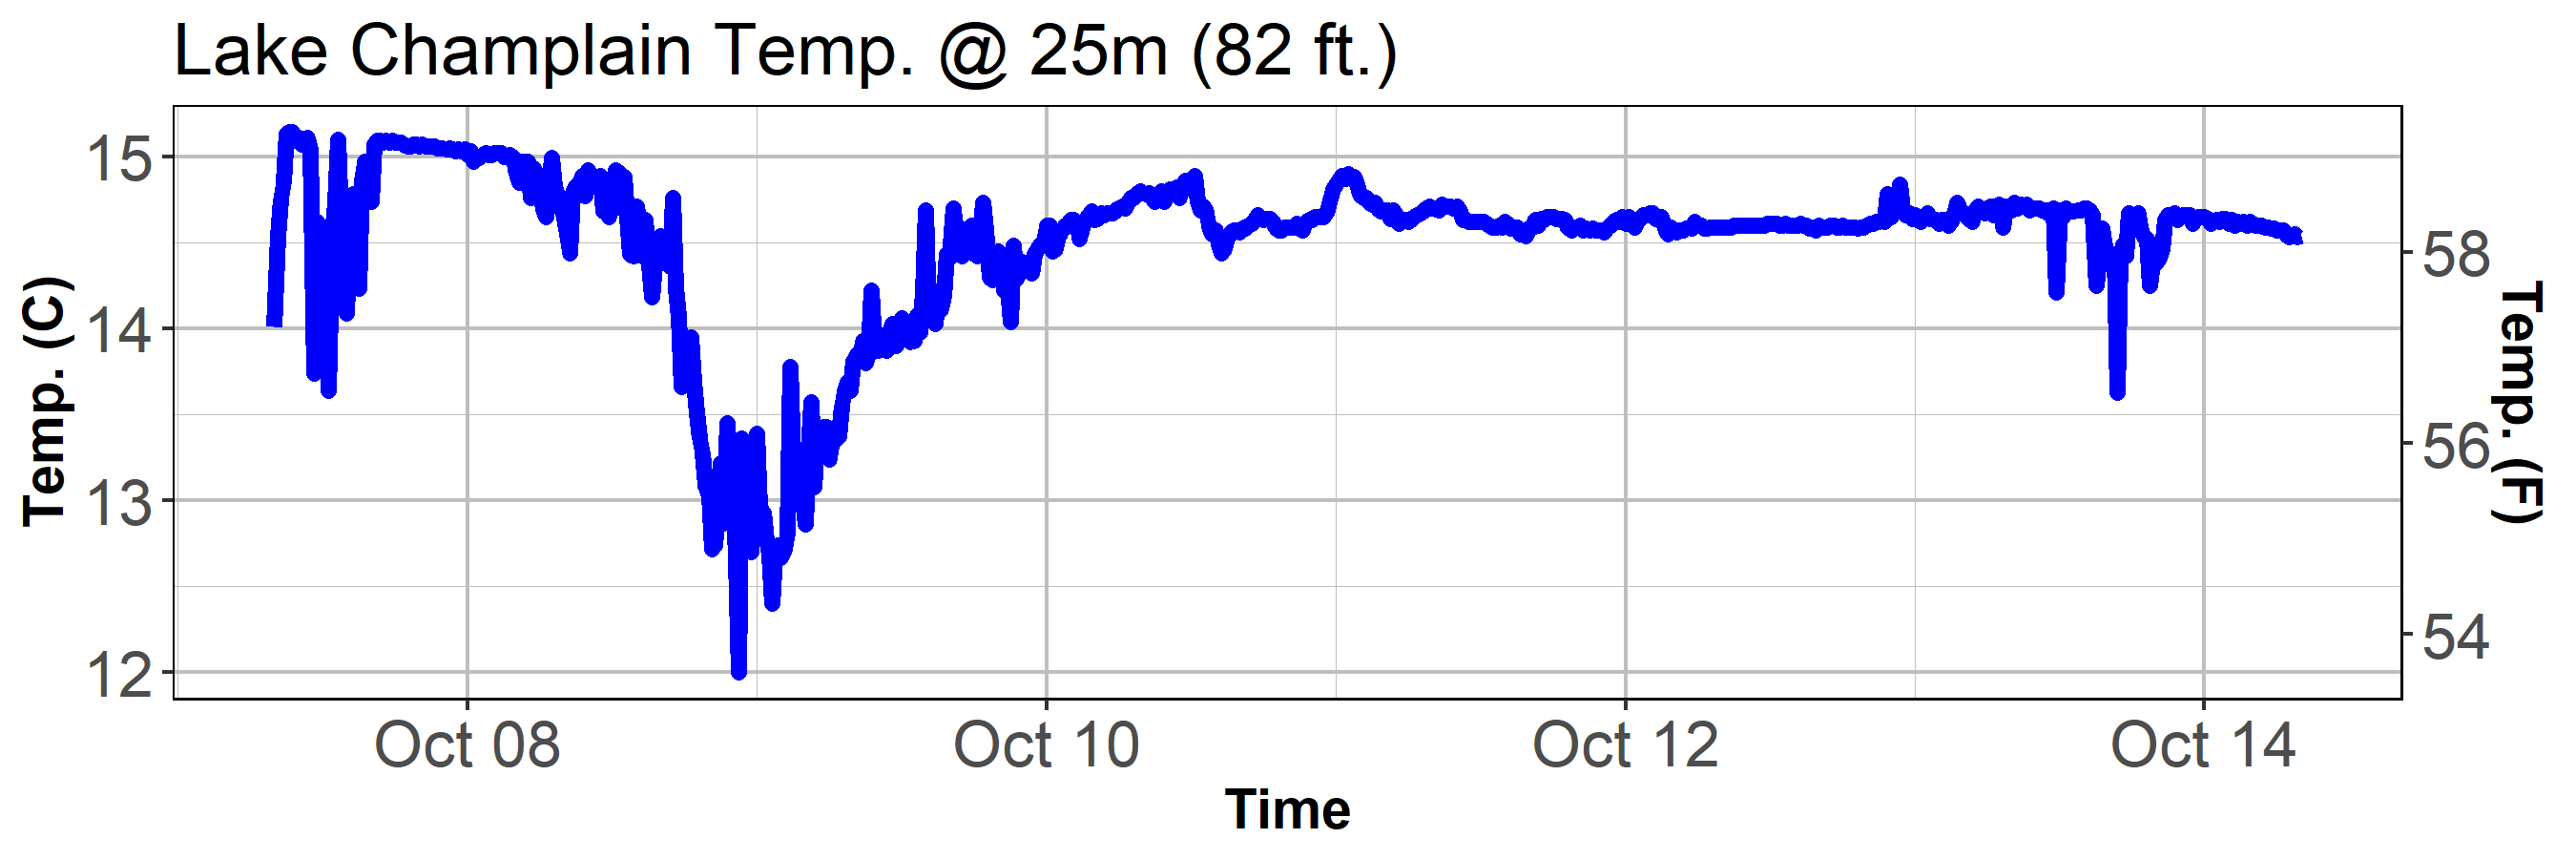 Lake Champlain Temp. @ 25m (82 ft.)
Temp. (C)
15
14
13
12
58
56
54
Temp. (F)
Oct 08
Oct 10
Oct 12
Oct 14
Time